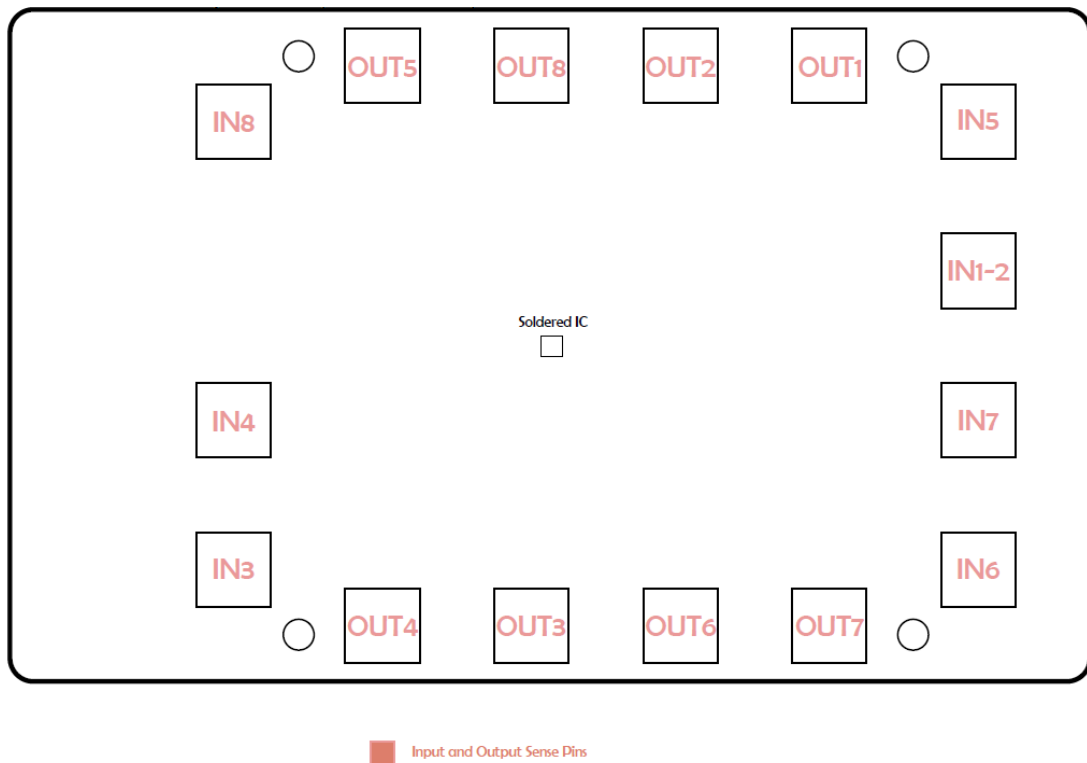 OUT5 OUT8 OUT2 OUT1
IN8 IN5
IN1-2
Soldered IC
IN4 IN7
IN3 IN6
OUT4 OUT3 OUT6 OUT7
Input and Output Sense Pins